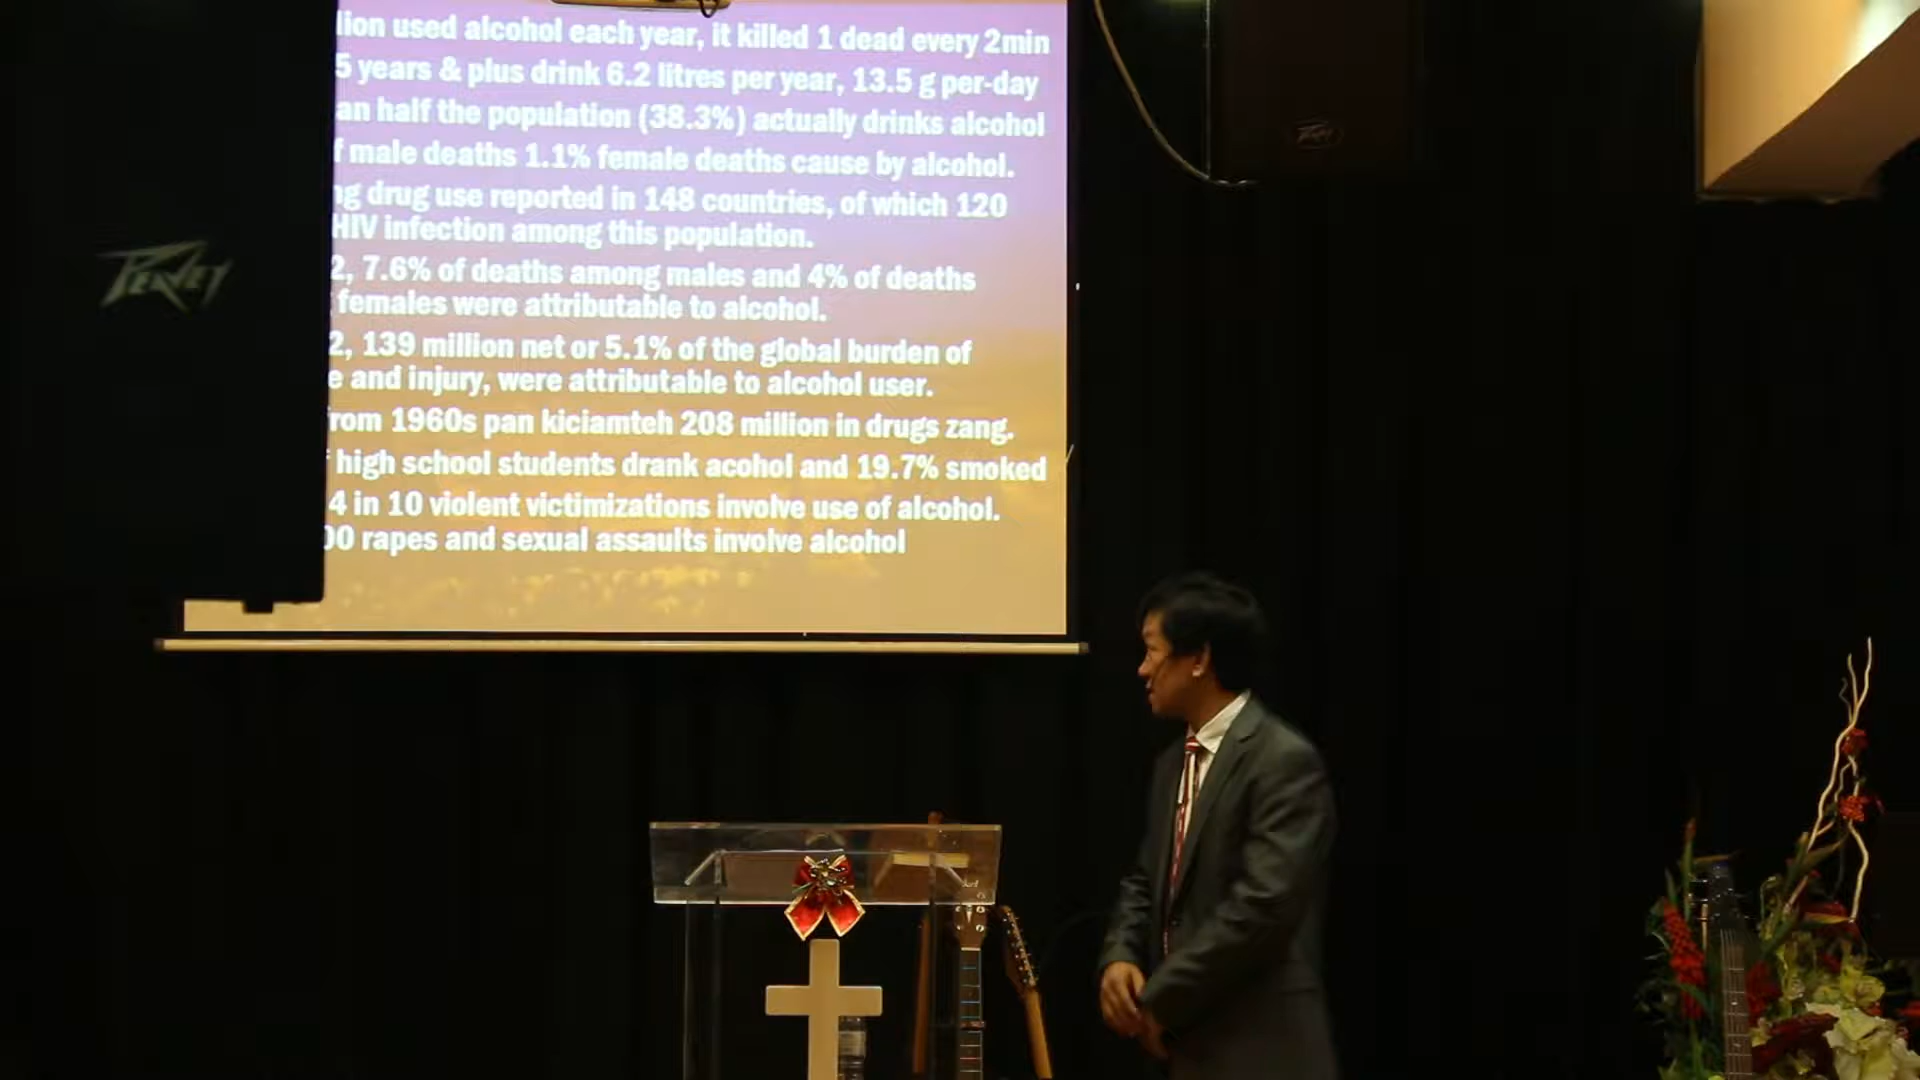 lion used alcohol each year, it killed 1 dead every 2min
5 years & plus drink 6.2 litres per year, 13.5 g per-day
an half the population (38.3%) actually drinks alcohol
f male deaths 1.1% female deaths cause by alcohol.
ng drug use reported in 148 countries, of which 120
HIV infection among this population.
2, 7.6% of deaths among males and 4% of deaths
females were attributable to alcohol.
2, 139 million net or 5.1% of the global burden of
e and injury, were attributable to alcohol user.
rom 1960s pan kiciamteh 208 million in drugs zang.
high school students drank acohol and 19.7% smoked
4 in 10 violent victimizations involve use of alcohol.
00 rapes and sexual assaults involve alcohol
PEAVEY
PEAVEY